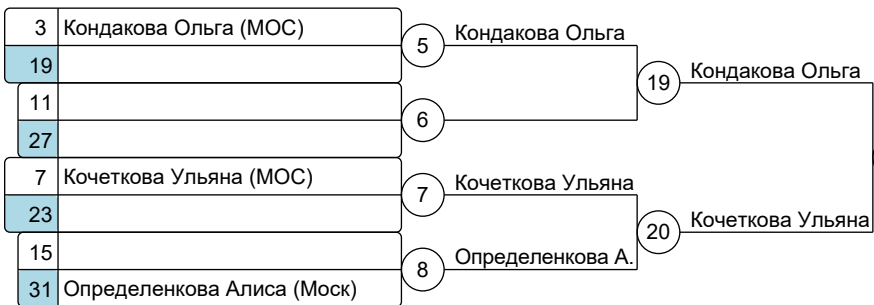 3 Кондакова Ольга (МОС)
5 Кондакова Ольга
19
19 Кондакова Ольга
11
6
27
7 Кочеткова Ульяна (МОС)
7 Кочеткова Ульяна
23
20 Кочеткова Ульяна
15
8 Определенкова А.
31 Определенкова Алиса (Моск)